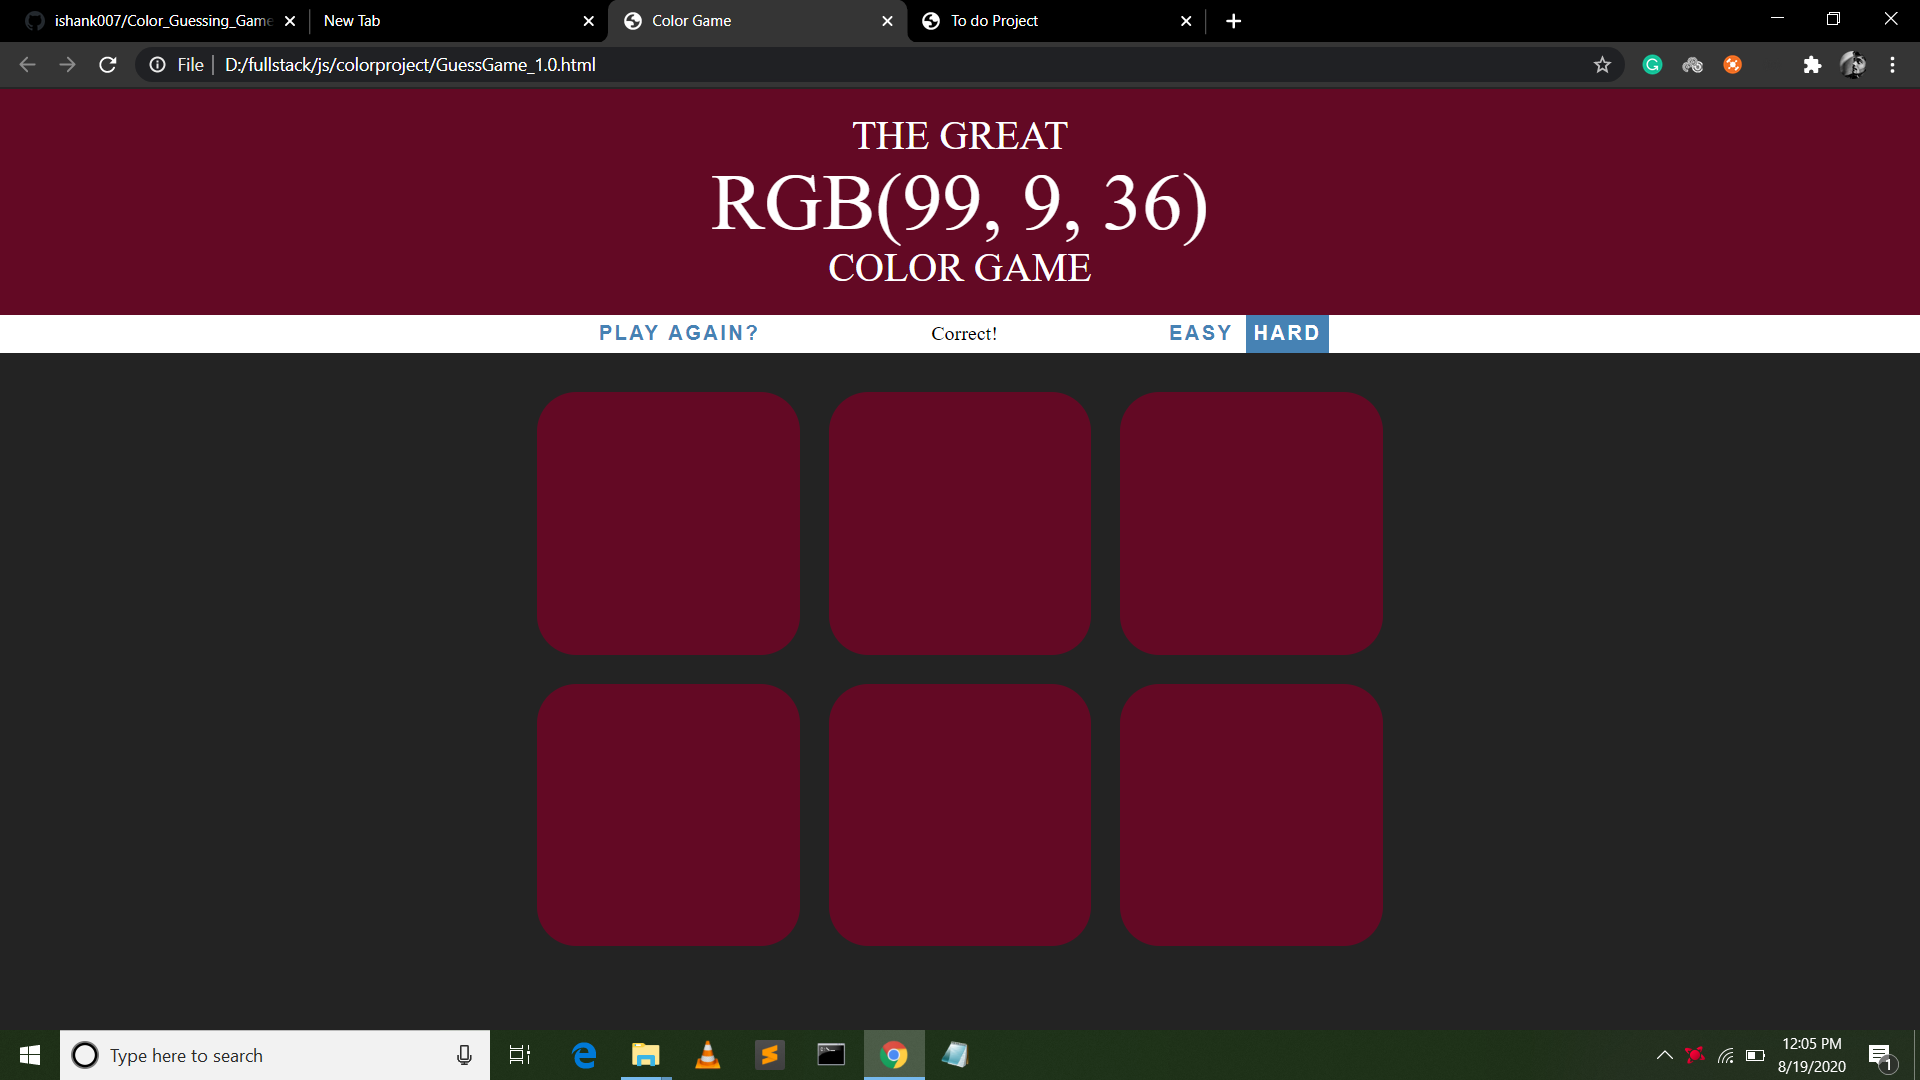 ishank007/Color_Guessing_Game
New Tab
Color Game
To do Project
File
D:/fullstack/js/colorproject/GuessGame_1.0.html
THE GREAT
RGB(99, 9, 36)
COLOR GAME
PLAY AGAIN?
Correct!
EASY
HARD
Type here to search
12:05 PM
8/19/2020
1